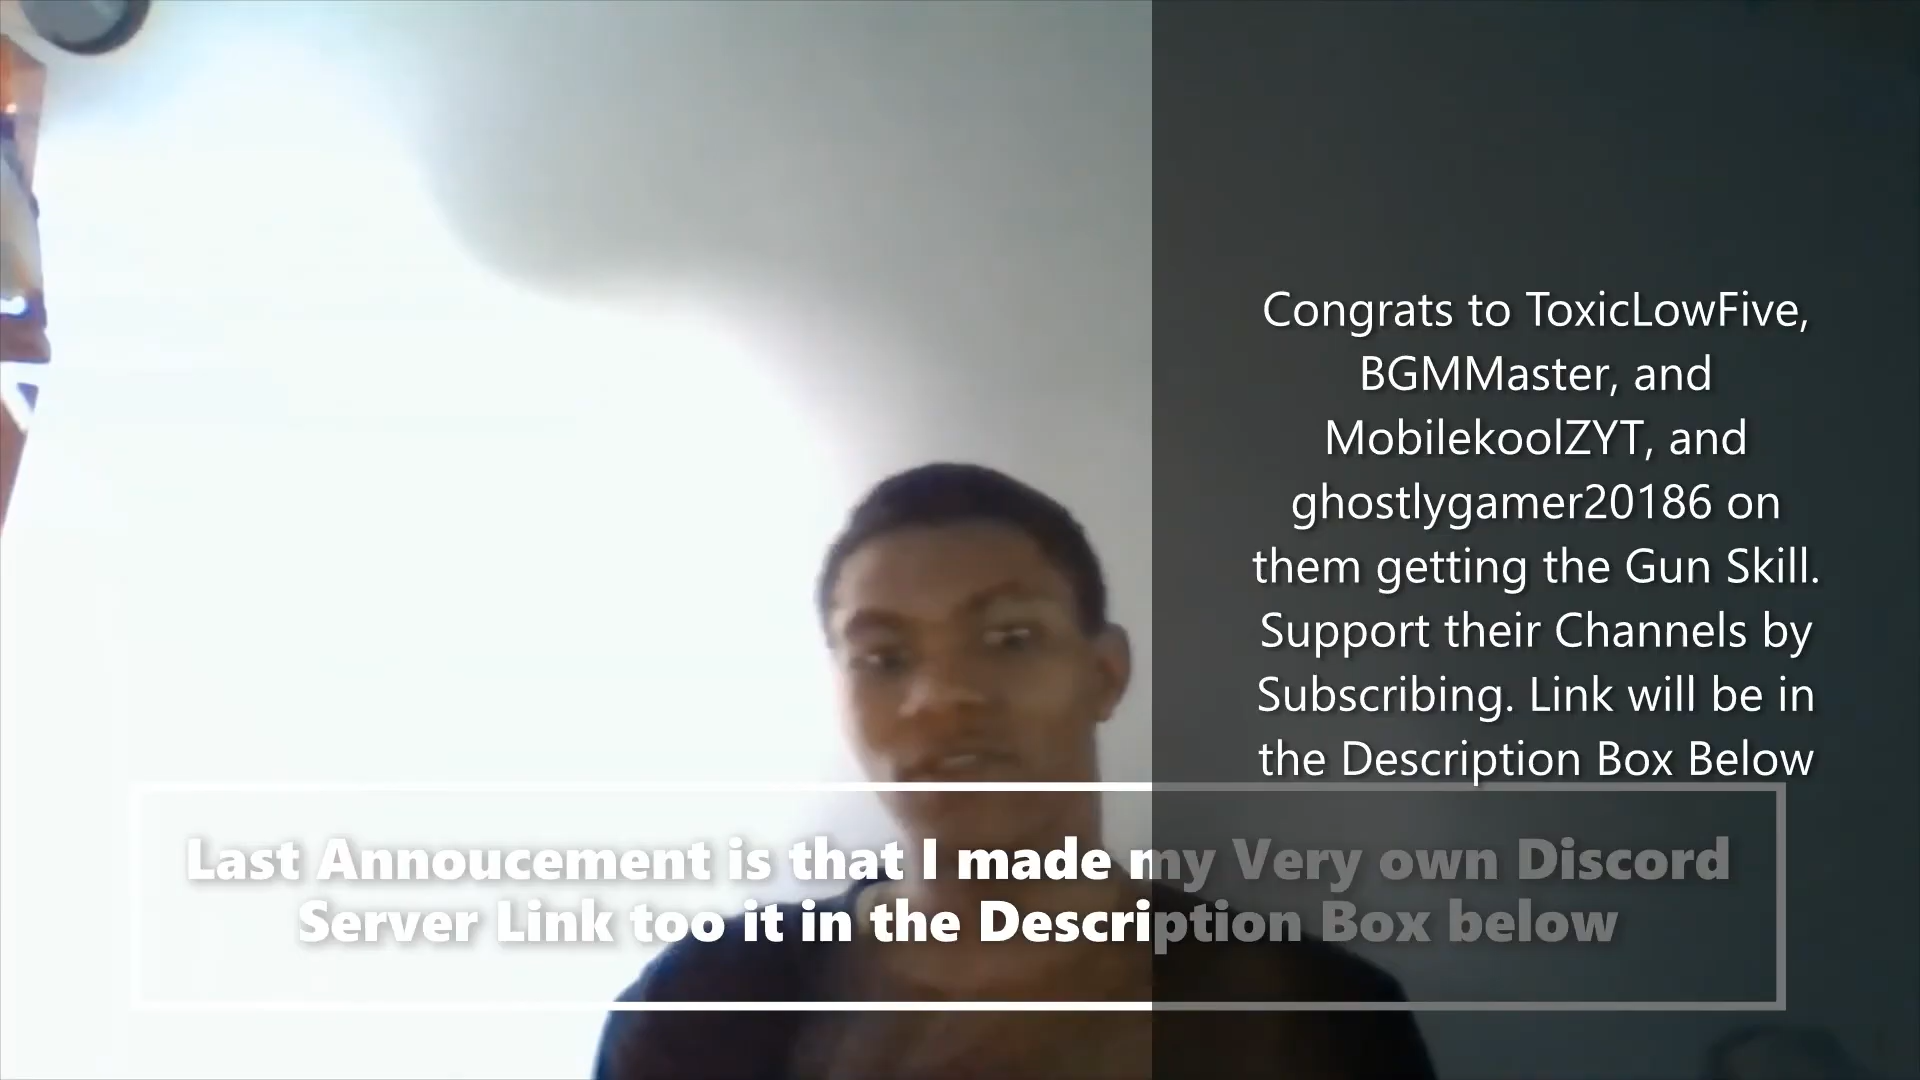 Congrats to ToxicLowFive,
BGMMaster, and
MobilekoolZYT, and
ghostlygamer20186 on
them getting the Gun Skill.
Support their Channels by
Subscribing. Link will be in
the Description Box Below
Last Annoucement is that I made my Very own Discord
Server Link too it in the Description Box below